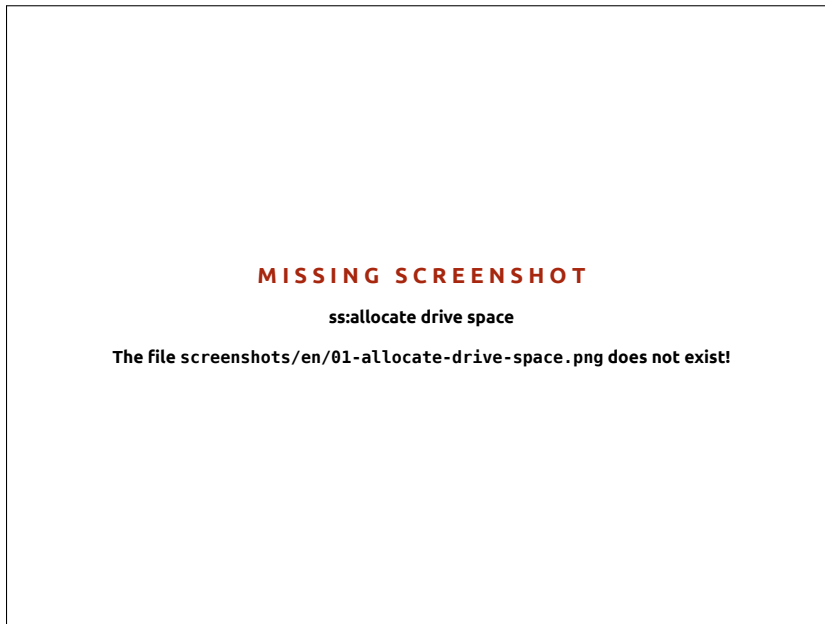 MISSING SCREENSHOT
ss:allocate drive space
The file screenshots/en/01-allocate-drive-space.png does not exist!